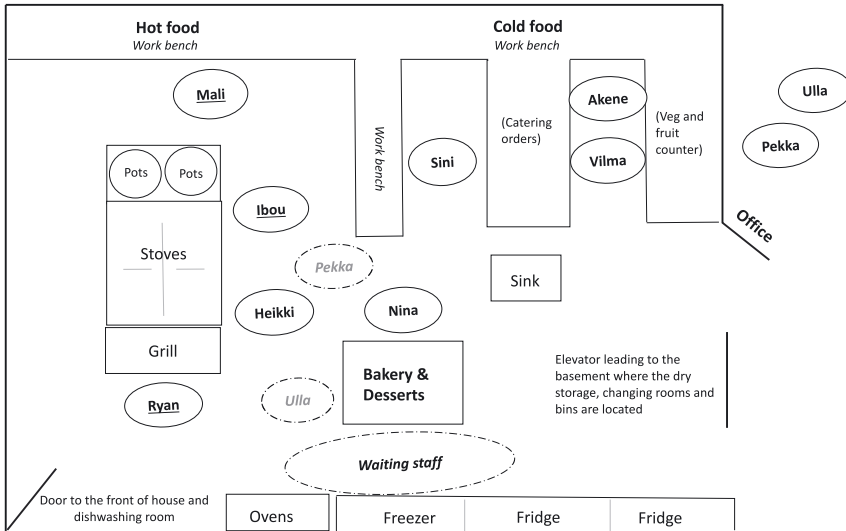 Hot food
Work bench
Cold food
Work bench
Mali
Akene
Ulla
(Catering
orders)
(Veg and
fruit
counter)
Work bench
Sini
Vilma
Pekka
Pots
Pots
Ibou
Office
Stoves
Pekka
Sink
Heikki
Nina
Grill
Bakery &
Desserts
Elevator leading to the
basement where the dry
storage, changing rooms and
bins are located
Ryan
Ulla
Waiting staff
Door to the front of house and
dishwashing room
Ovens
Freezer
Fridge
Fridge